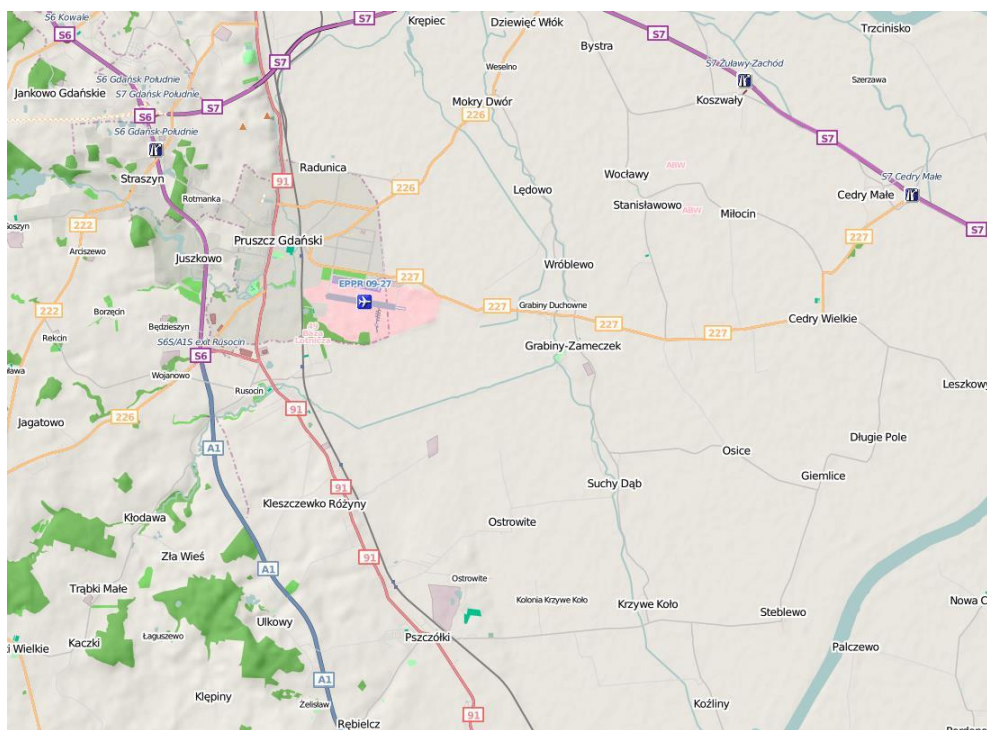 S6 Kowale
S7
Krępiec
Dziewięć Włók
Trzcinisko
S6
S7
Bystra
S7
Weselno
S7 Żuławy Zachód
Szerzawa
S6 Gdańsk Południe
Jankowo Gdańskie
S7 Gdańsk Południe
S7
Mokry Dwór
Koszwały
S6
226
S6 Gdańsk Południe
S7
Radunica
ABW
Straszyn
91
226
Wocławy
S7 Cedry Małe
Rotmanka
Lędowo
Cedry Małe
Stanisławowo
ABW
Miłocin
222
S7
Pruszcz Gdański
227
Arciszewo
Juszkowo
Wróblewo
227
EPPR 09-27
222
Borzęcin
227
Grabiny Duchowne
Cedry Wielkie
Będzieszyn
227
227
Rekcin
S6S/A1S exit Rusocin
Lotnicza
Grabiny-Zameczek
S6
Wojanowo
Leszkowy
Rusocin
91
226
Jagatowo
Długie Pole
A1
Osice
Giemlice
91
Suchy Dąb
Kleszczewko
Różyny
Kłodawa
Ostrowite
Zła Wieś
91
A1
Ostrowite
Trąbki Małe
Kolonia Krzywe Koło
Krzywe Koło
Steblewo
Ulkowy
Łaguszewo
Pszczółki
Kaczki
Palczewo
A1
Klępiny
Żelisław
Koźliny
91
Rębielcz